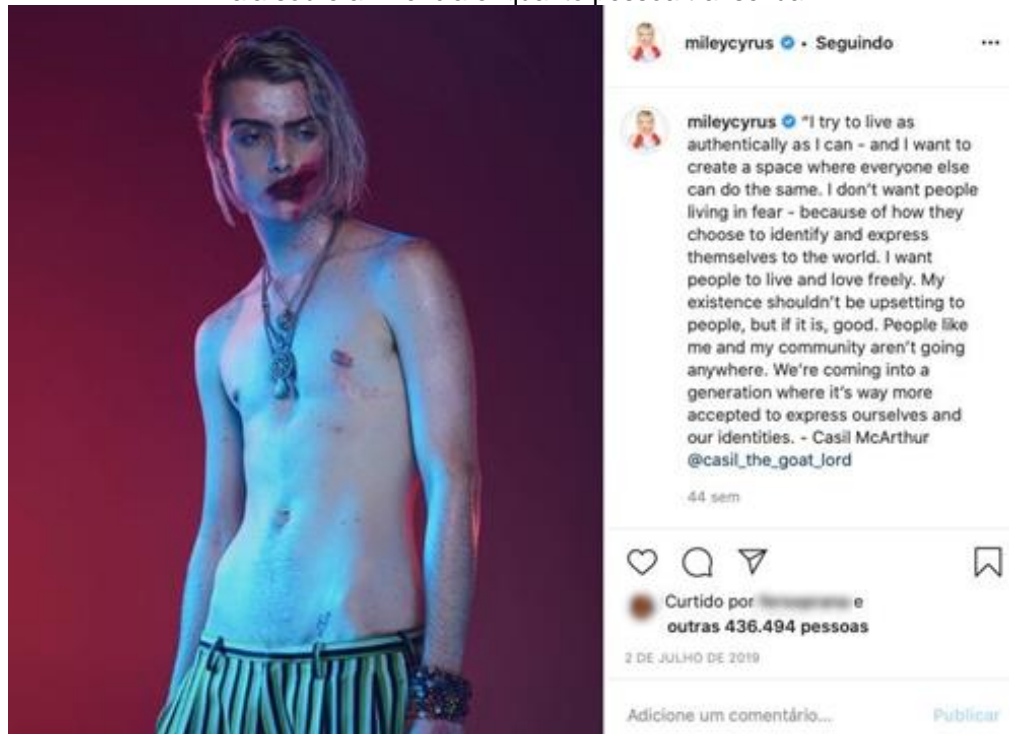 mileycyrus • Seguindo
mileycyrus "I try to live as
authentically as I can - and I want to
create a space where everyone else
can do the same. I don't want people
living in fear - because of how they
choose to identify and express
themselves to the world. I want
people to live and love freely. My
existence shouldn't be upsetting to
people, but if it is, good. People like
me and my community aren't going
anywhere. We're coming into a
generation where it's way more
accepted to express ourselves and
our identities. - Casil McArthur
@casil_the_goat_lord
44 sem
Curtido por e
outras 436.494 pessoas
2 DE JULHO DE 2019
Adicione um comentário...
Publicar